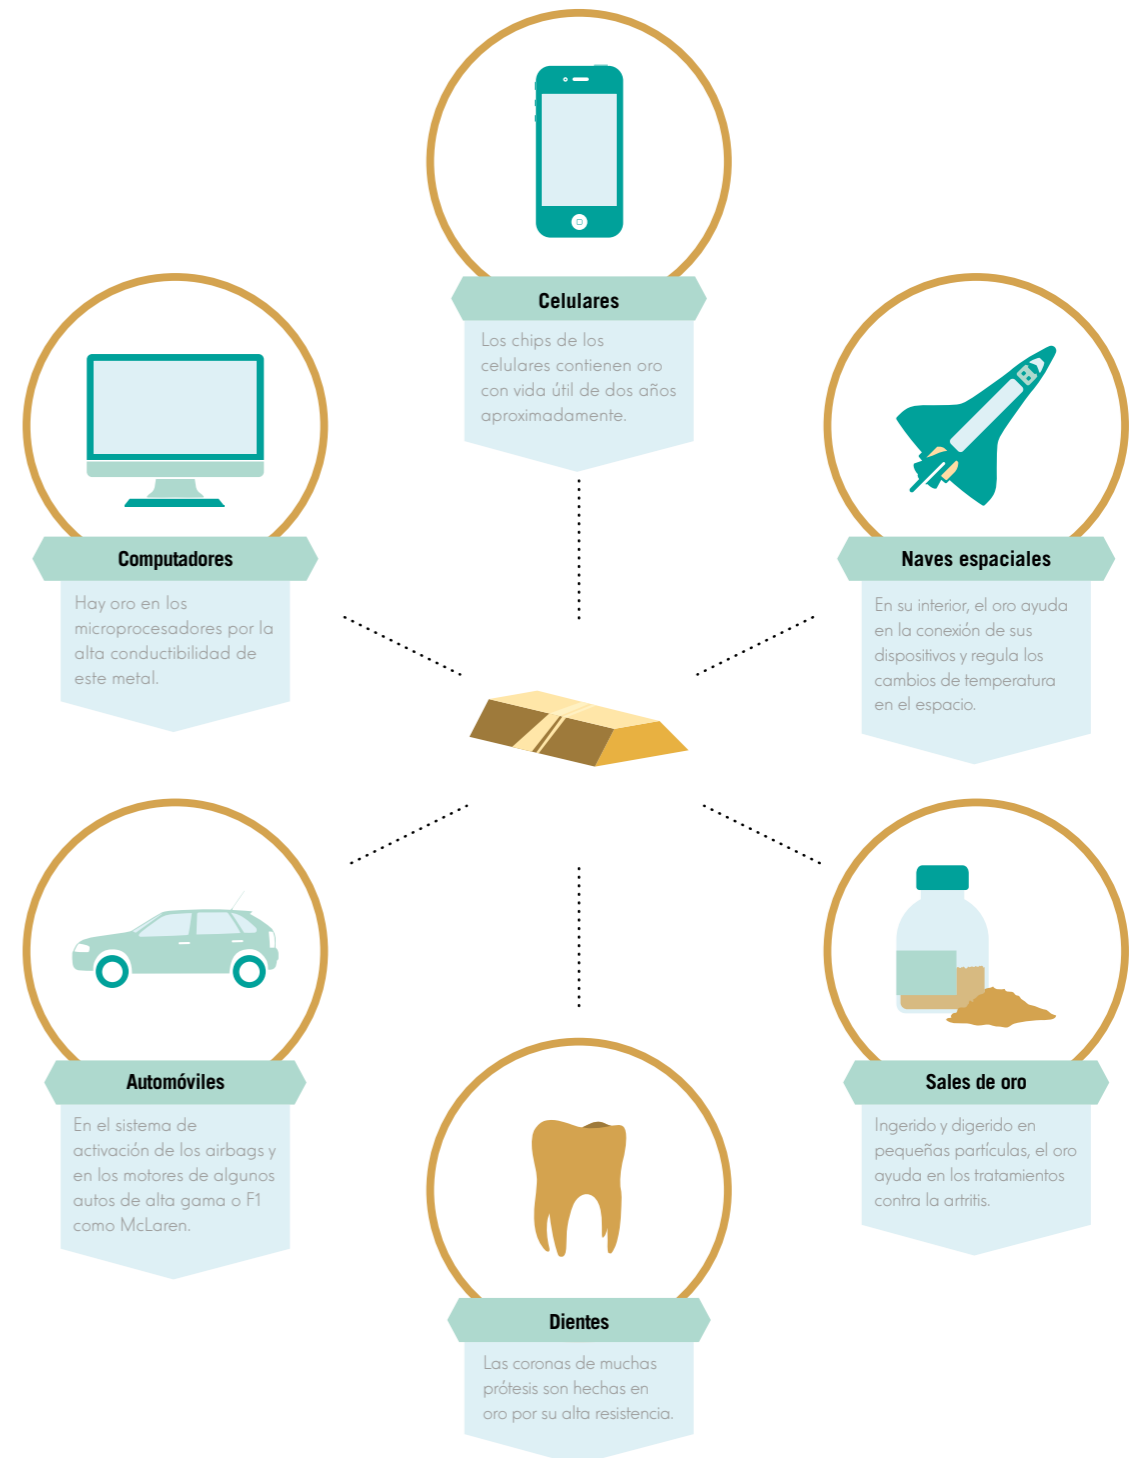 Celulares
Los chips de los
celulares contienen oro
con vida útil de dos años
aproximadamente.
Computadores
Hay oro en los
microprocesadores por la
alta conductibilidad de
este metal.
Naves espaciales
En su interior, el oro ayuda
en la conexión de sus
dispositivos y regula los
cambios de temperatura
en el espacio.
Automóviles
En el sistema de
activación de los airbags y
en los motores de algunos
autos de alta gama o F1
como McLaren.
Sales de oro
Ingerido y digerido en
pequeñas partículas, el oro
ayuda en los tratamientos
contra la artritis.
Dientes
Las coronas de muchas
prótesis son hechas en
oro por su alta resistencia.